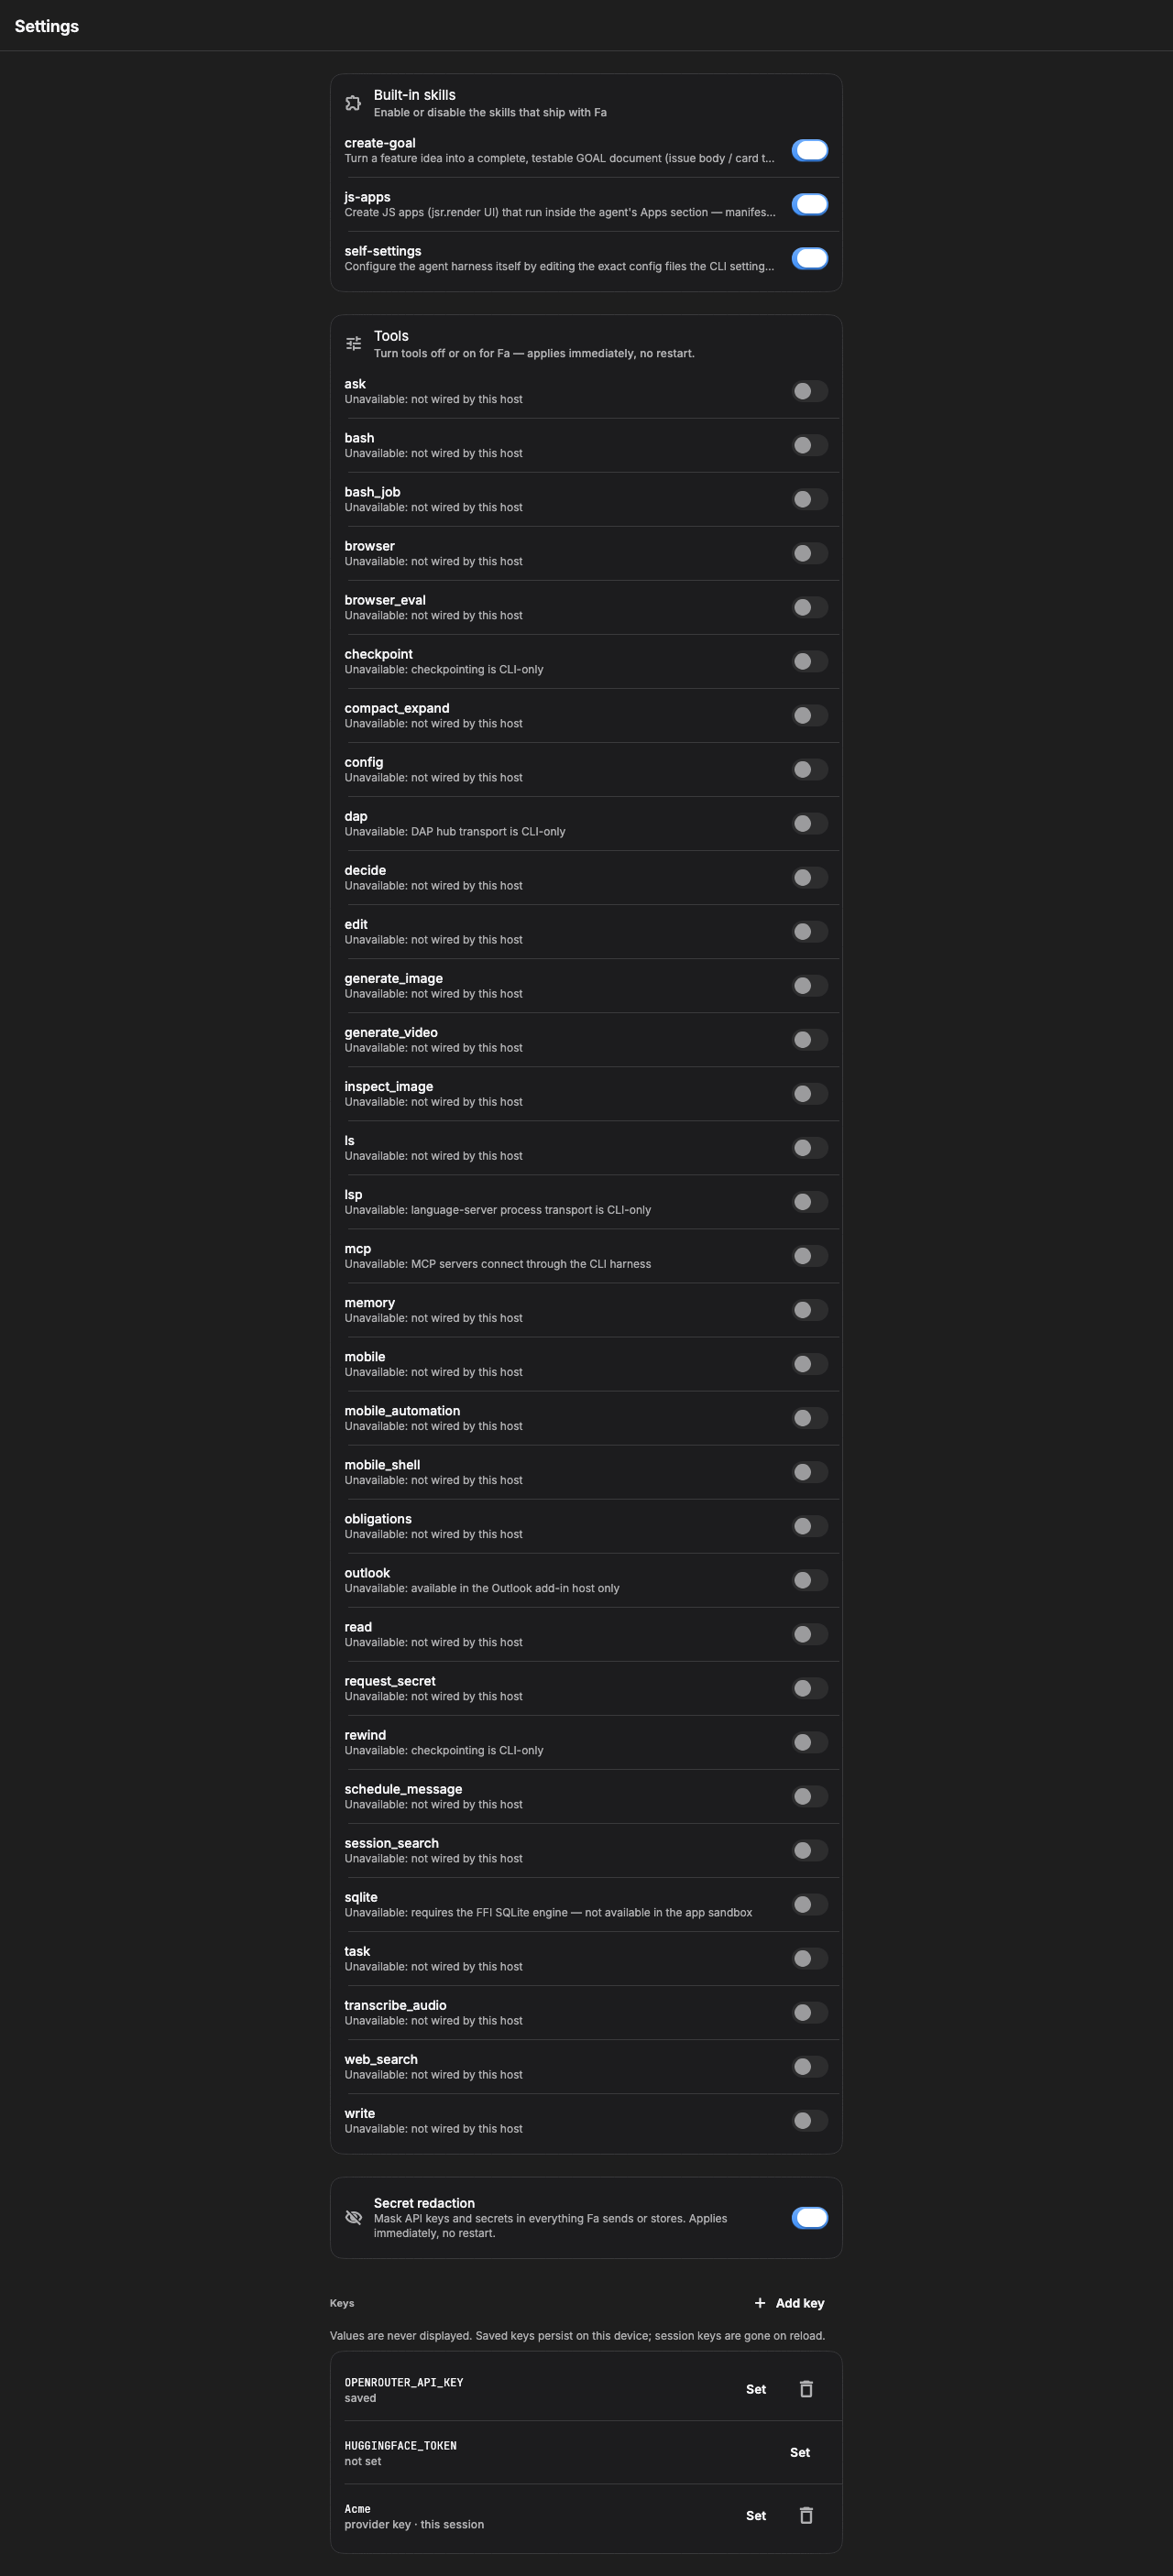 Settings
Built-in skills
Enable or disable the skills that ship with Fa
create-goal
Turn a feature idea into a complete, testable GOAL document (issue body / card t...
js-apps
Create JS apps (jsr.render UI) that run inside the agent's Apps section — manifes...
self-settings
Configure the agent harness itself by editing the exact config files the CLI setting...
Tools
Turn tools off or on for Fa — applies immediately, no restart.
ask
Unavailable: not wired by this host
bash
Unavailable: not wired by this host
bash_job
Unavailable: not wired by this host
browser
Unavailable: not wired by this host
browser_eval
Unavailable: not wired by this host
checkpoint
Unavailable: checkpointing is CLI-only
compact_expand
Unavailable: not wired by this host
config
Unavailable: not wired by this host
dap
Unavailable: DAP hub transport is CLI-only
decide
Unavailable: not wired by this host
edit
Unavailable: not wired by this host
generate_image
Unavailable: not wired by this host
generate_video
Unavailable: not wired by this host
inspect_image
Unavailable: not wired by this host
ls
Unavailable: not wired by this host
lsp
Unavailable: language-server process transport is CLI-only
mcp
Unavailable: MCP servers connect through the CLI harness
memory
Unavailable: not wired by this host
mobile
Unavailable: not wired by this host
mobile_automation
Unavailable: not wired by this host
mobile_shell
Unavailable: not wired by this host
obligations
Unavailable: not wired by this host
outlook
Unavailable: available in the Outlook add-in host only
read
Unavailable: not wired by this host
request_secret
Unavailable: not wired by this host
rewind
Unavailable: checkpointing is CLI-only
schedule_message
Unavailable: not wired by this host
session_search
Unavailable: not wired by this host
sqlite
Unavailable: requires the FFI SQLite engine — not available in the app sandbox
task
Unavailable: not wired by this host
transcribe_audio
Unavailable: not wired by this host
web_search
Unavailable: not wired by this host
write
Unavailable: not wired by this host
Secret redaction
Mask API keys and secrets in everything Fa sends or stores. Applies
immediately, no restart.
Keys
+ Add key
Values are never displayed. Saved keys persist on this device; session keys are gone on reload.
OPENROUTER_API_KEY
saved
Set
HUGGINGFACE_TOKEN
not set
Set
Acme
provider key · this session
Set